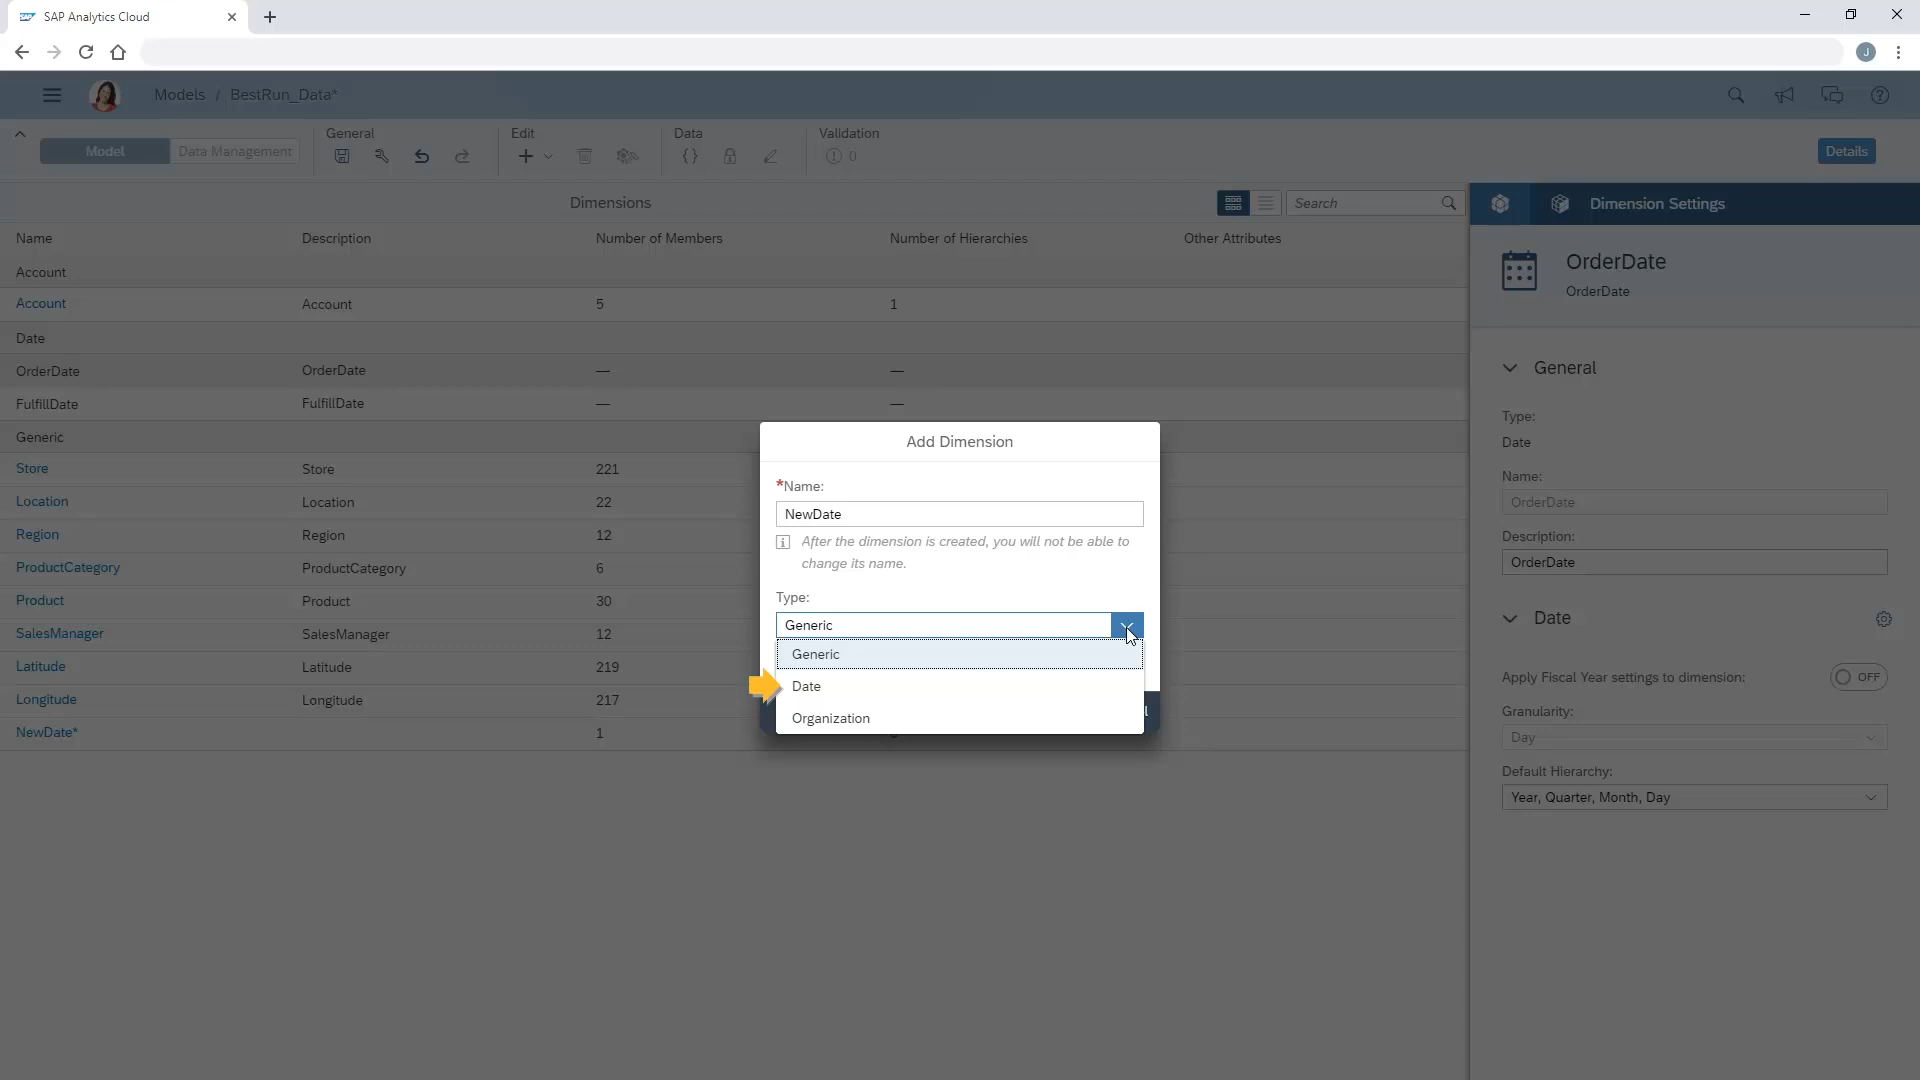 SAP Analytics Cloud
J
Models / BestRun_Data*
Model
Data Management
General
Edit
Data
Validation
0
Details
Dimensions
Search
Dimension Settings
Name
Description
Number of Members
Number of Hierarchies
Other Attributes
Account
Account
Account
5
1
Date
OrderDate
OrderDate
—
—
FulfillDate
FulfillDate
—
—
Generic
Store
Store
221
Location
Location
22
Region
Region
12
ProductCategory
ProductCategory
6
Product
Product
30
SalesManager
SalesManager
12
Latitude
Latitude
219
Longitude
Longitude
217
NewDate*
1
Add Dimension
*Name:
NewDate
After the dimension is created, you will not be able to
change its name.
Type:
Generic
Generic
Date
Organization
OrderDate
OrderDate
General
Type:
Date
Name:
OrderDate
Description:
OrderDate
Date
Apply Fiscal Year settings to dimension:
OFF
Granularity:
Day
Default Hierarchy:
Year, Quarter, Month, Day